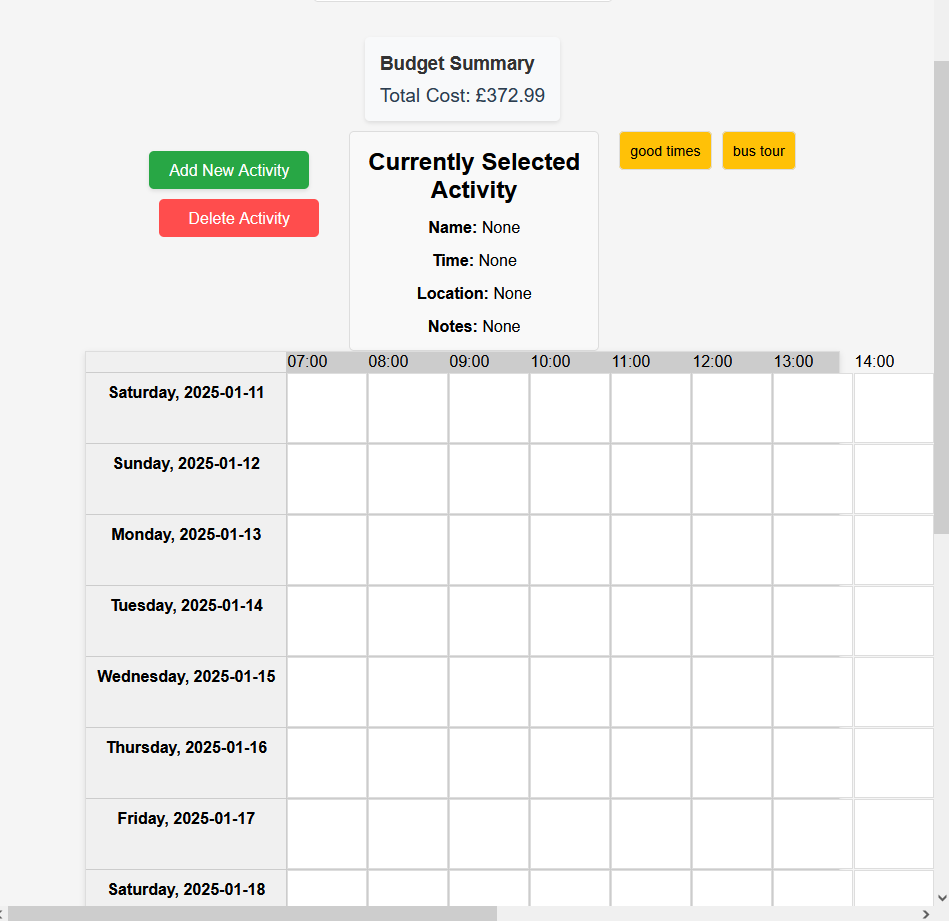 Budget Summary
Total Cost: £372.99
Add New Activity
Delete Activity
Currently Selected
Activity
Name: None
Time: None
Location: None
Notes: None
good times
bus tour
07:00 08:00 09:00 10:00 11:00 12:00 13:00 14:00
Saturday, 2025-01-11
Sunday, 2025-01-12
Monday, 2025-01-13
Tuesday, 2025-01-14
Wednesday, 2025-01-15
Thursday, 2025-01-16
Friday, 2025-01-17
Saturday, 2025-01-18